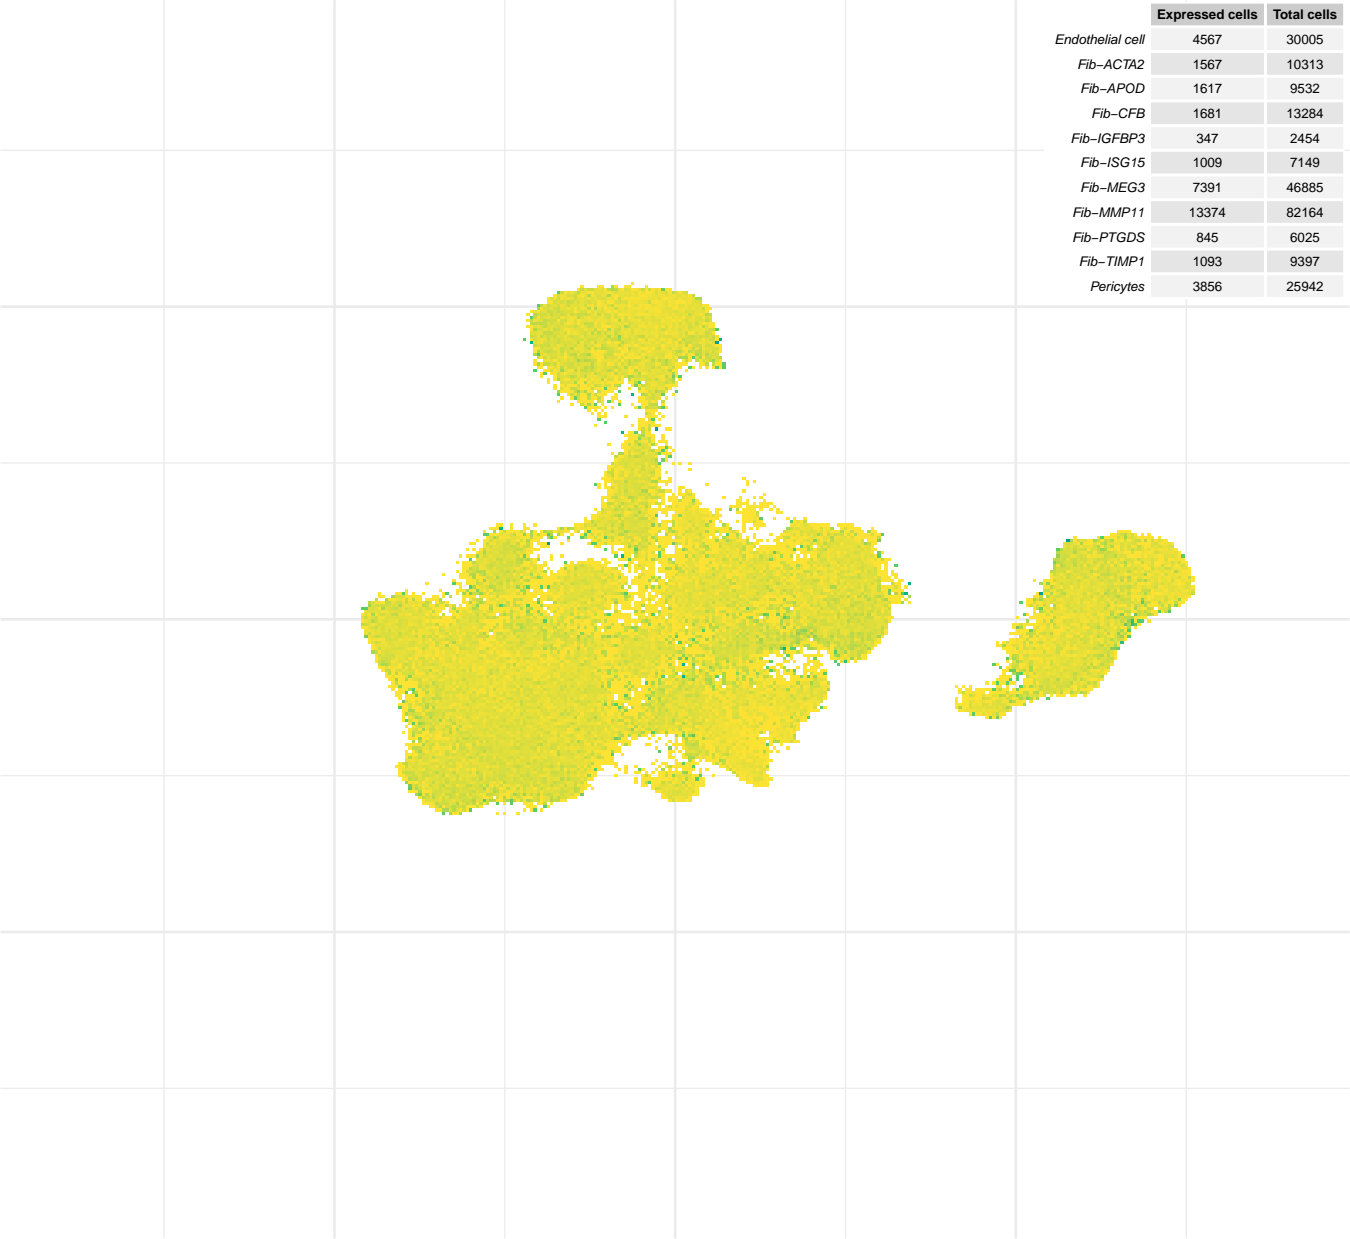 Expressed cells Total cells
Endothelial cell 4567 30005
Fib−ACTA2 1567 10313
Fib−APOD 1617 9532
Fib−CFB 1681 13284
Fib−IGFBP3 347 2454
Fib−ISG15 1009 7149
Fib−MEG3 7391 46885
Fib−MMP11 13374 82164
Fib−PTGDS 845 6025
Fib−TIMP1 1093 9397
Pericytes 3856 25942